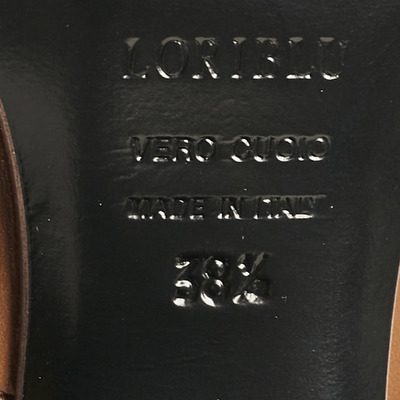 LORIBLU
VERO CUOIO
MADE IN ITALY
38½